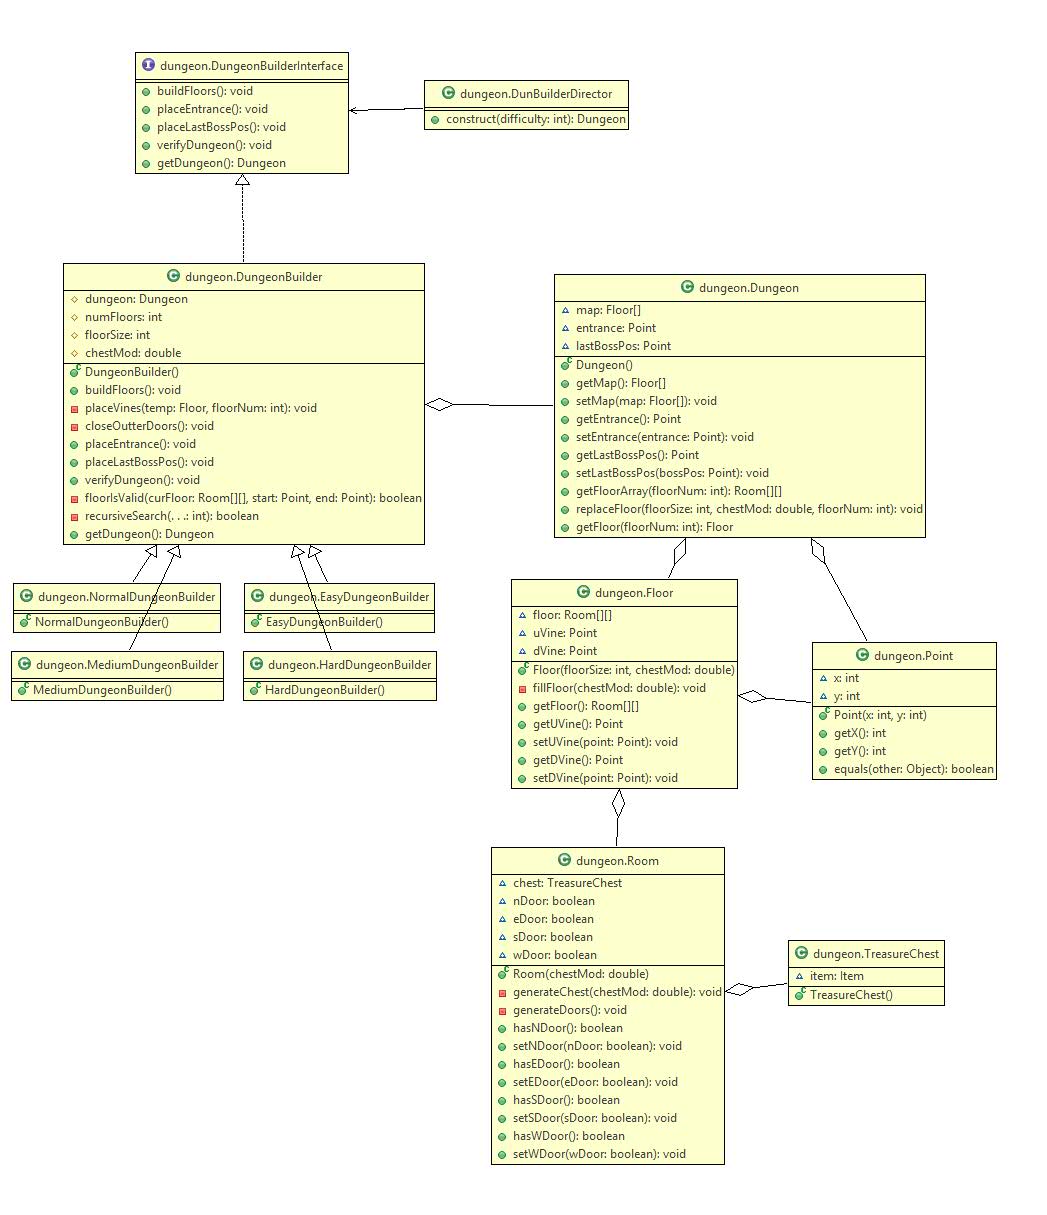 dungeon.DungeonBuilderInterface
buildFloors(): void
placeEntrance(): void
placeLastBossPos(): void
verifyDungeon(): void
getDungeon(): Dungeon
dungeon.DunBuilderDirector
construct(difficulty: int): Dungeon
dungeon.DungeonBuilder
dungeon: Dungeon
numFloors: int
floorSize: int
chestMod: double
DungeonBuilder()
buildFloors(): void
placeVines(temp: Floor, floorNum: int): void
closeOutterDoors(): void
placeEntrance(): void
placeLastBossPos(): void
verifyDungeon(): void
floorIsValid(curFloor: Room[][], start: Point, end: Point): boolean
recursiveSearch(. . .: int): boolean
getDungeon(): Dungeon
dungeon.Dungeon
map: Floor[]
entrance: Point
lastBossPos: Point
Dungeon()
getMap(): Floor[]
setMap(map: Floor[]): void
getEntrance(): Point
setEntrance(entrance: Point): void
getLastBossPos(): Point
setLastBossPos(bossPos: Point): void
getFloorArray(floorNum: int): Room[][]
replaceFloor(floorSize: int, chestMod: double, floorNum: int): void
getFloor(floorNum: int): Floor
dungeon.NormalDungeonBuilder
NormalDungeonBuilder()
dungeon.EasyDungeonBuilder
EasyDungeonBuilder()
dungeon.MediumDungeonBuilder
MediumDungeonBuilder()
dungeon.HardDungeonBuilder
HardDungeonBuilder()
dungeon.Floor
floor: Room[][]
uVine: Point
dVine: Point
Floor(floorSize: int, chestMod: double)
fillFloor(chestMod: double): void
getFloor(): Room[][]
getUVine(): Point
setUVine(point: Point): void
getDVine(): Point
setDVine(point: Point): void
dungeon.Point
x: int
y: int
Point(x: int, y: int)
getX(): int
getY(): int
equals(other: Object): boolean
dungeon.Room
chest: TreasureChest
nDoor: boolean
eDoor: boolean
sDoor: boolean
wDoor: boolean
Room(chestMod: double)
generateChest(chestMod: double): void
generateDoors(): void
hasNDoor(): boolean
setNDoor(nDoor: boolean): void
hasEDoor(): boolean
setEDoor(eDoor: boolean): void
hasSDoor(): boolean
setSDoor(sDoor: boolean): void
hasWDoor(): boolean
setWDoor(wDoor: boolean): void
dungeon.TreasureChest
item: Item
TreasureChest()